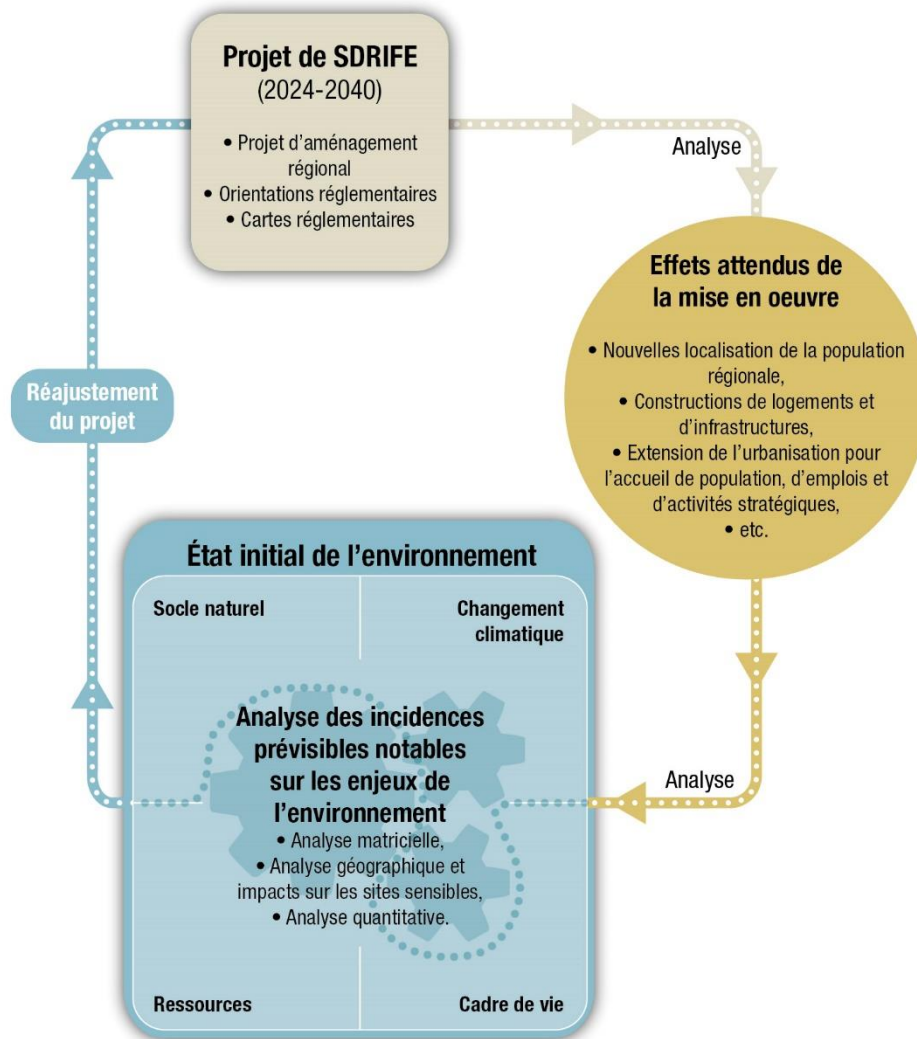 Projet de SDRIFE
(2024-2040)
• Projet d’aménagement
régional
• Orientations réglementaires
• Cartes réglementaires
Analyse
Effets attendus de
la mise en oeuvre
• Nouvelles localisation de la population
régionale,
• Constructions de logements et
d’infrastructures,
• Extension de l’urbanisation pour
l’accueil de population, d’emplois et
d’activités stratégiques,
• etc.
Analyse
État initial de l’environnement
Socle naturel
Changement
climatique
Analyse des incidences
prévisibles notables
sur les enjeux de
l’environnement
• Analyse matricielle,
• Analyse géographique et
impacts sur les sites sensibles,
• Analyse quantitative.
Ressources
Cadre de vie
Réajustement
du projet